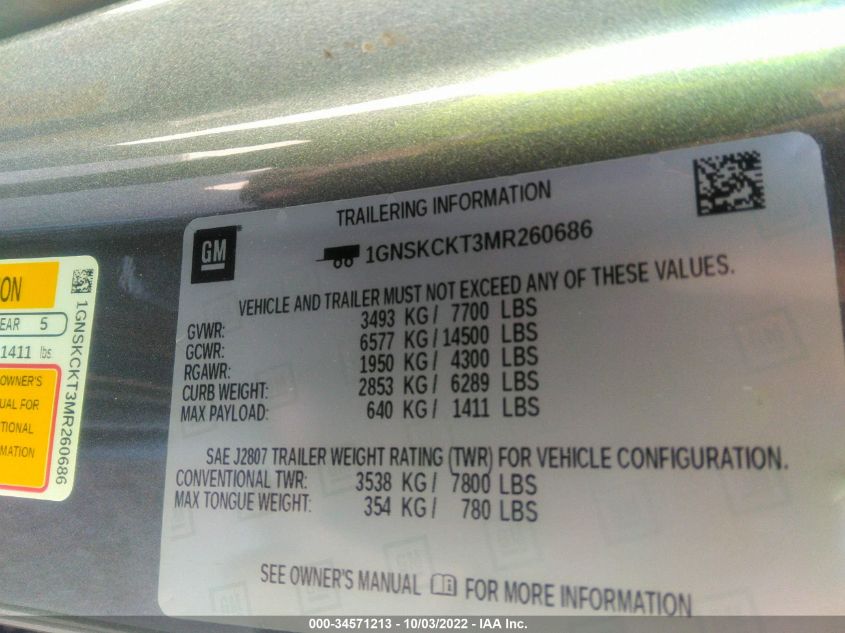 TRAILERING INFORMATION
GM
1GNSKCKT3MR260686
VEHICLE AND TRAILER MUST NOT EXCEED ANY OF THESE VALUES.
GVWR: 3493 KG/ 7700 LBS
GCWR: 6577 KG/14500 LBS
RGAWR: 1950 KG/ 4300 LBS
CURB WEIGHT: 2853 KG/ 6289 LBS
MAX PAYLOAD: 640 KG/ 1411 LBS
SAE J2807 TRAILER WEIGHT RATING (TWR) FOR VEHICLE CONFIGURATION.
CONVENTIONAL TWR: 3538 KG/ 7800 LBS
MAX TONGUE WEIGHT: 354 KG/ 780 LBS
SEE OWNER'S MANUAL FOR MORE INFORMATION
ON
EAR 5
1411 lbs
OWNER'S
UAL FOR
TIONAL
MATION
1GNSKCKT3MR260686
000-34571213 - 10/03/2022 - IAA Inc.